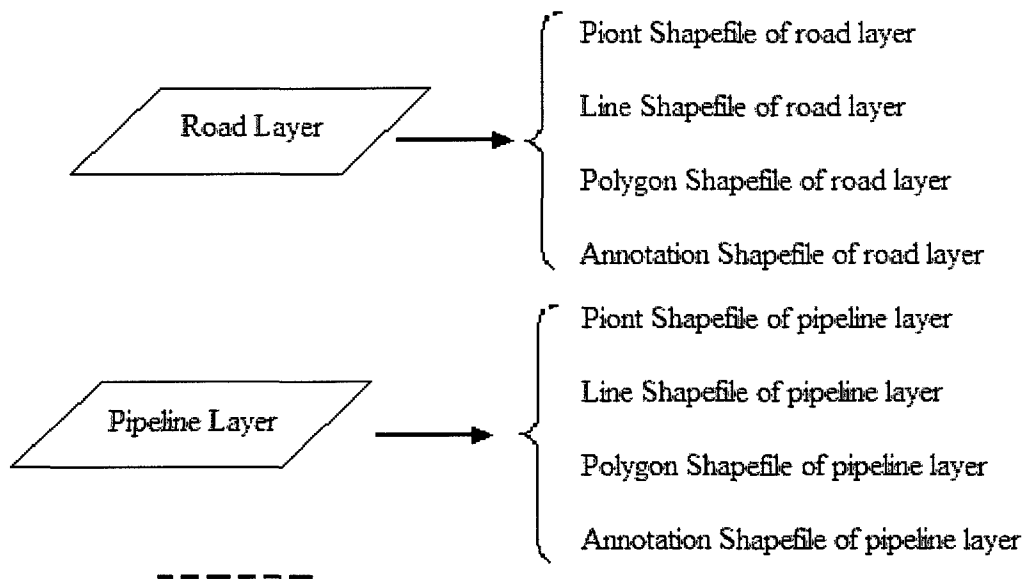 Road Layer
Piont Shapefile of road layer
Line Shapefile of road layer
Polygon Shapefile of road layer
Annotation Shapefile of road layer
Pipeline Layer
Piont Shapefile of pipeline layer
Line Shapefile of pipeline layer
Polygon Shapefile of pipeline layer
Annotation Shapefile of pipeline layer